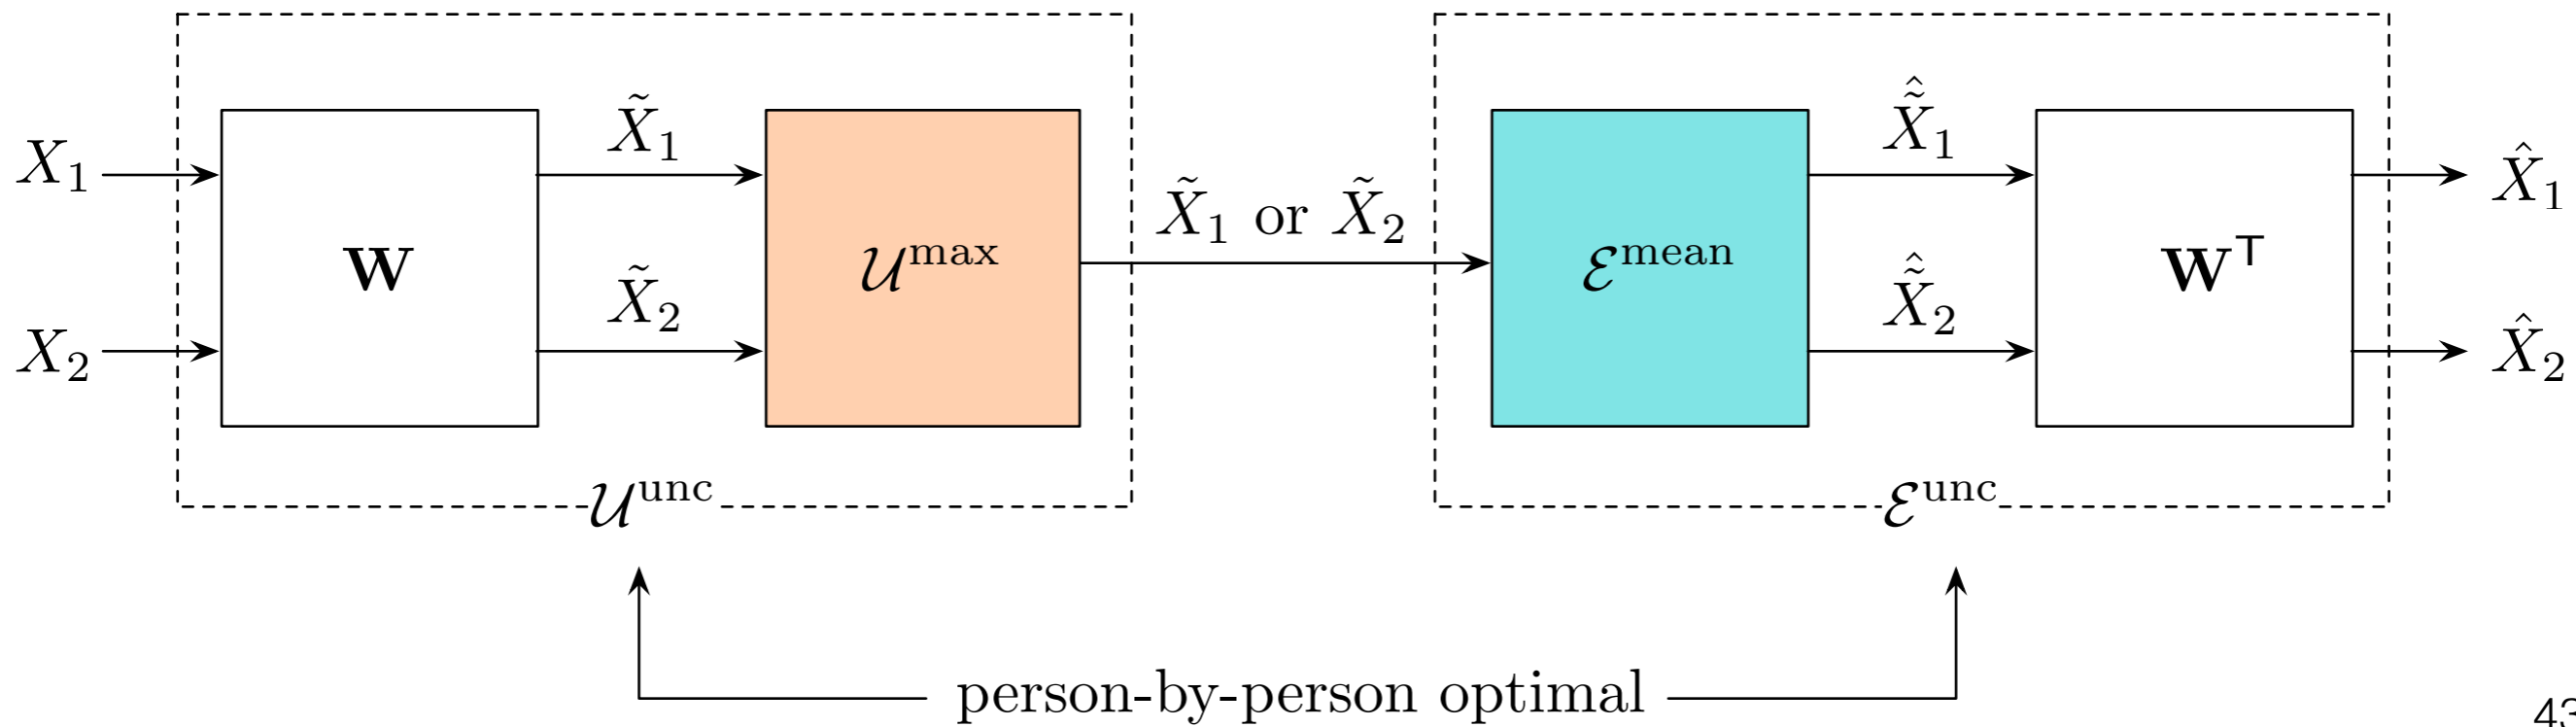 X̃₁
X̂̃₁
X₁
X̂₁
X̃₁ or X̃₂
W
𝒰^max
ℰ^mean
W^T
X̃₂
X̂̃₂
X₂
X̂₂
𝒰^unc
ℰ^unc
person-by-person optimal
43